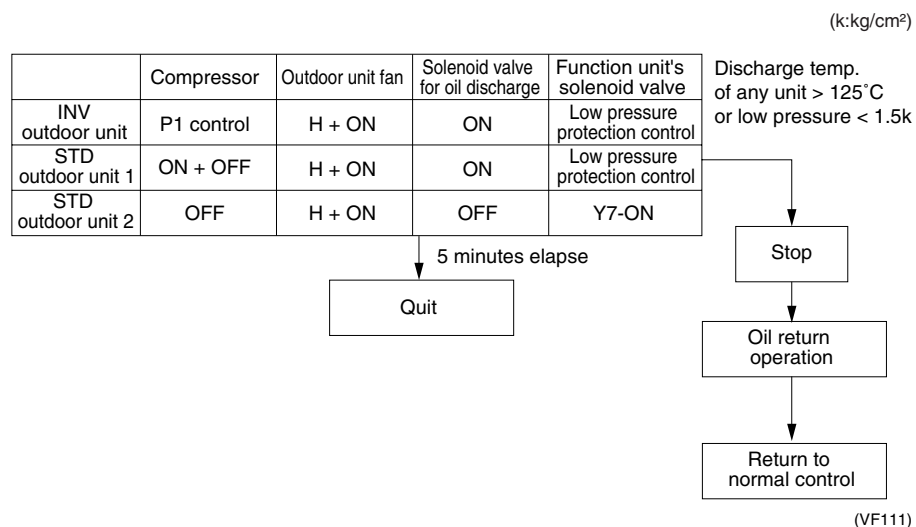 (k:kg/cm²)
Compressor
Outdoor unit fan
Solenoid valve
for oil discharge
Function unit's
solenoid valve
INV
outdoor unit
P1 control
H + ON
ON
Low pressure
protection control
STD
outdoor unit 1
ON + OFF
H + ON
ON
Low pressure
protection control
STD
outdoor unit 2
OFF
H + ON
OFF
Y7-ON
Discharge temp.
of any unit > 125˚C
or low pressure < 1.5k
5 minutes elapse
Quit
Stop
Oil return
operation
Return to
normal control
(VF111)